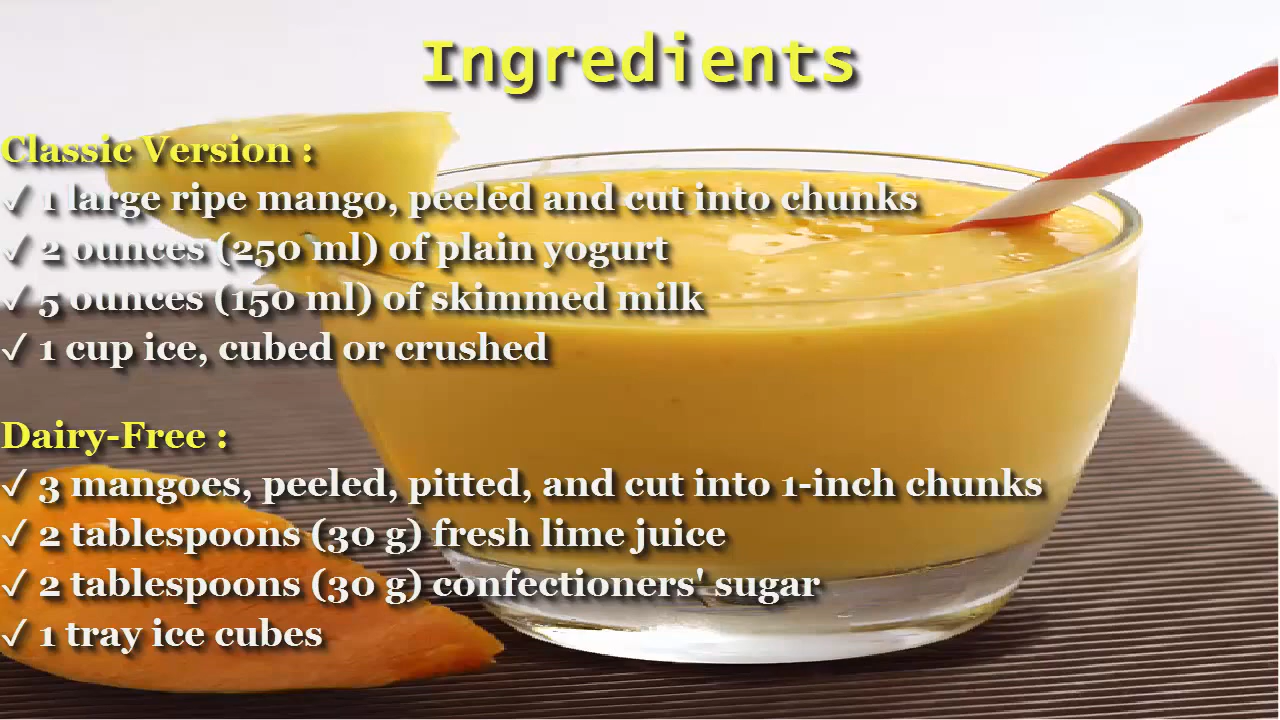 Ingredients
Classic Version :
✓ 1 large ripe mango, peeled and cut into chunks
✓ 2 ounces (250 ml) of plain yogurt
✓ 5 ounces (150 ml) of skimmed milk
✓ 1 cup ice, cubed or crushed
Dairy-Free :
✓ 3 mangoes, peeled, pitted, and cut into 1-inch chunks
✓ 2 tablespoons (30 g) fresh lime juice
✓ 2 tablespoons (30 g) confectioners' sugar
✓ 1 tray ice cubes